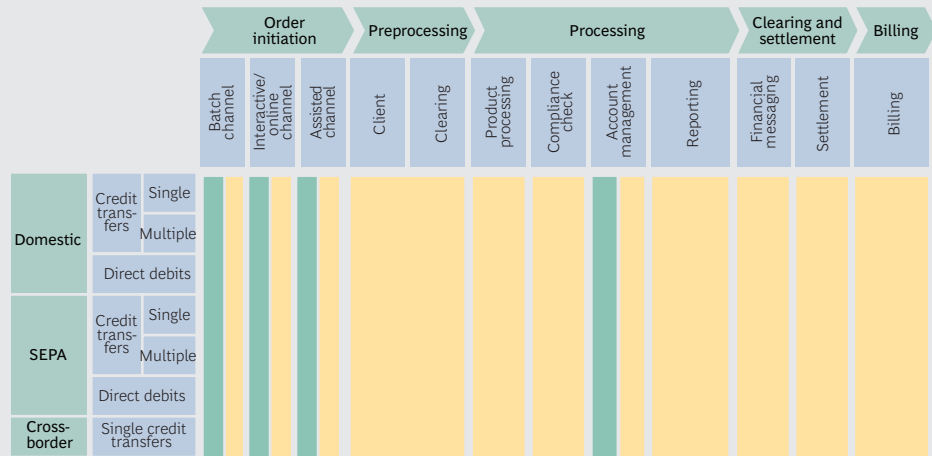 Order
initiation
Preprocessing
Processing
Clearing and
settlement
Billing
Batch
channel
Interactive/
online
channel
Assisted
channel
Client
Clearing
Product
processing
Compliance
check
Account
management
Reporting
Financial
messaging
Settlement
Billing
Domestic
Credit
trans-
fers
Single
Multiple
Direct debits
SEPA
Credit
trans-
fers
Single
Multiple
Direct debits
Cross-
border
Single credit
transfers